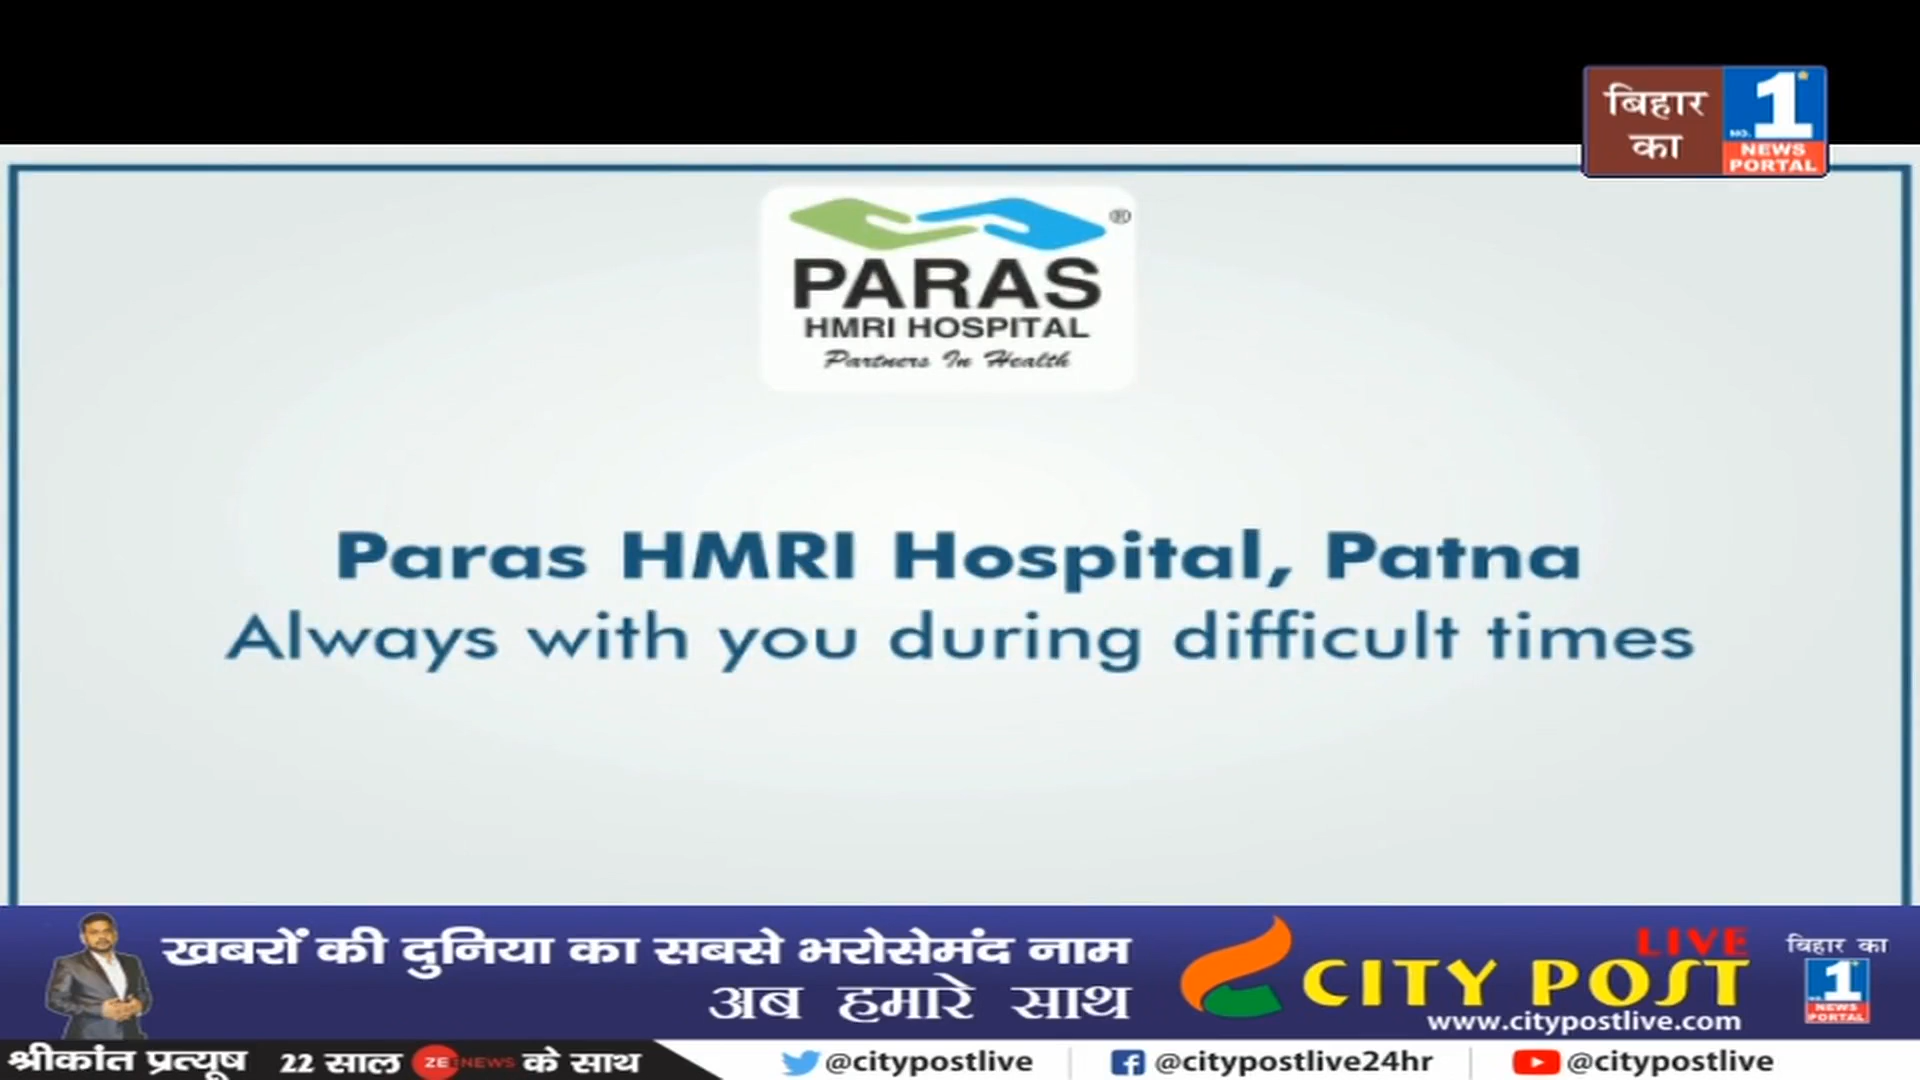 बिहार
का
NO. 1
NEWS
PORTAL
®
PARAS
HMRI HOSPITAL
Partners In Health
Paras HMRI Hospital, Patna
Always with you during difficult times
खबरों की दुनिया का सबसे भरोसेमंद नाम
अब हमारे साथ
LIVE
CITY POST
www.citypostlive.com
बिहार का
NO. 1
NEWS
PORTAL
श्रीकांत प्रत्यूष 22 साल ZEE NEWS के साथ
@citypostlive
@citypostlive24hr
@citypostlive